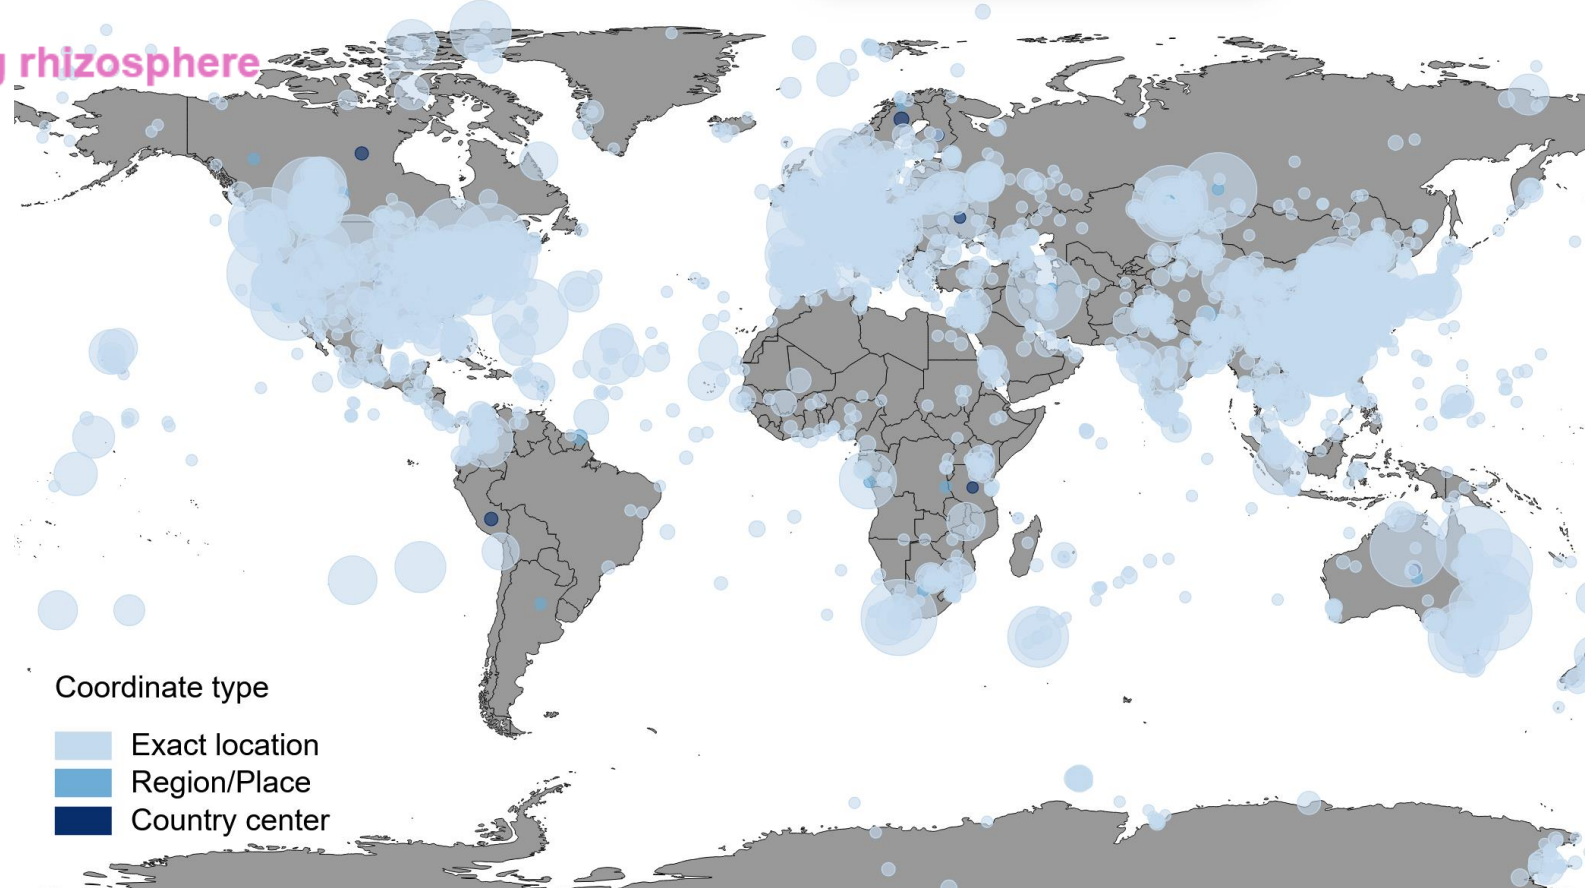 rhizosphere
Coordinate type
Exact location
Region/Place
Country center